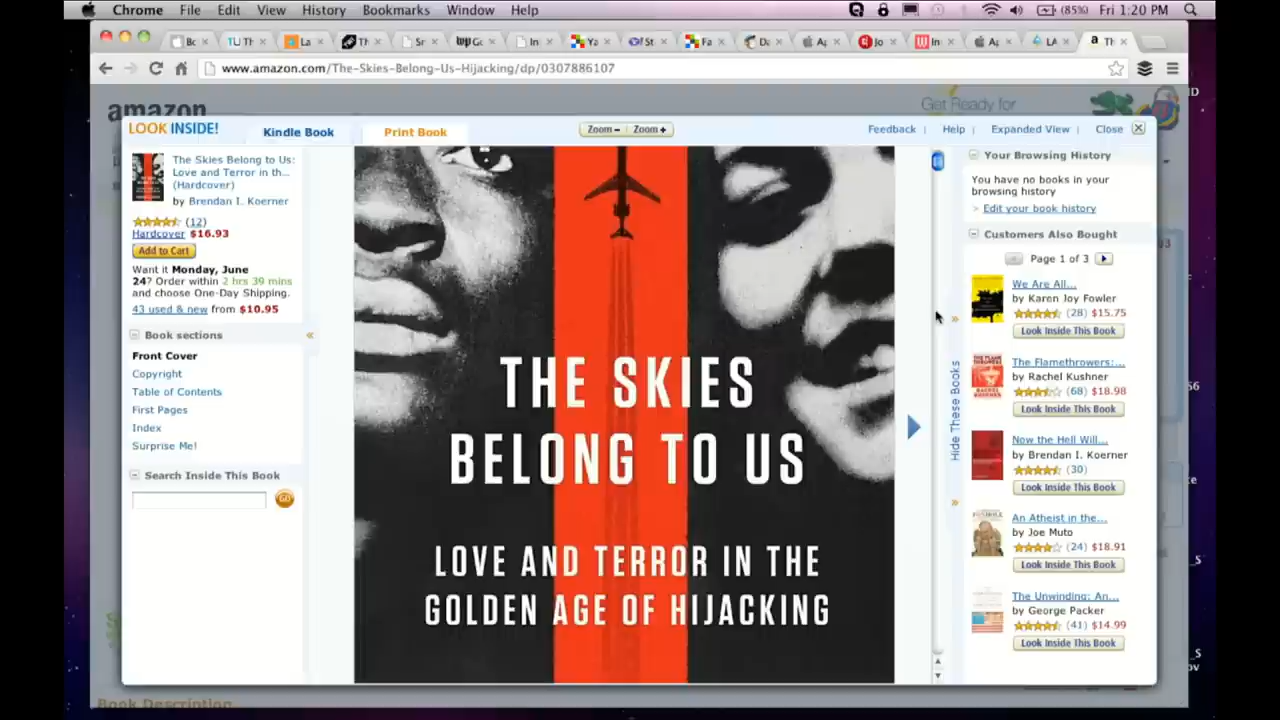 Chrome File Edit View History Bookmarks Window Help (85%) Fri 1:20 PM
www.amazon.com/The-Skies-Belong-Us-Hijacking/dp/0307886107
amazon
Get Ready for
LOOK INSIDE!
Kindle Book
Print Book
Zoom − Zoom +
Feedback | Help | Expanded View | Close
The Skies Belong to Us:
Love and Terror in th...
(Hardcover)
by Brendan I. Koerner
(12)
Hardcover $16.93
Add to Cart
Want it Monday, June
24? Order within 2 hrs 39 mins
and choose One-Day Shipping.
43 used & new from $10.95
Book sections
Front Cover
Copyright
Table of Contents
First Pages
Index
Surprise Me!
Search Inside This Book
GO
THE SKIES
BELONG TO US
LOVE AND TERROR IN THE
GOLDEN AGE OF HIJACKING
Hide These Books
Your Browsing History
You have no books in your
browsing history
> Edit your book history
Customers Also Bought
Page 1 of 3
We Are All...
by Karen Joy Fowler
(28) $15.75
Look Inside This Book
The Flamethrowers:...
by Rachel Kushner
(68) $18.98
Look Inside This Book
Now the Hell Will...
by Brendan I. Koerner
(30)
Look Inside This Book
An Atheist in the...
by Joe Muto
(24) $18.91
Look Inside This Book
The Unwinding: An...
by George Packer
(41) $14.99
Look Inside This Book
Book Description